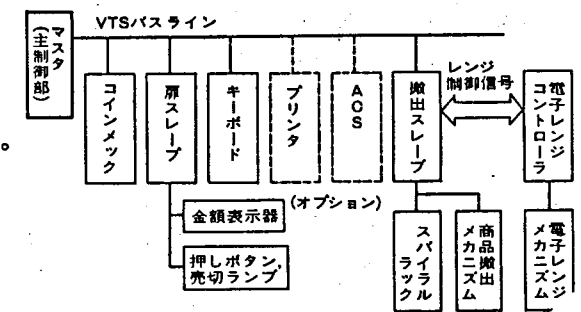 VTSバスライン
マスタ
(主制御部)
コインメック
扉スレーブ
キーボード
プリンタ
ACS
搬出スレーブ
レンジ
制御信号
電子レンジ
コントローラ
(オプション)
金額表示器
押しボタン,
売切ランプ
スパイラル
ラック
商品搬出
メカニズム
電子レンジ
メカニズム